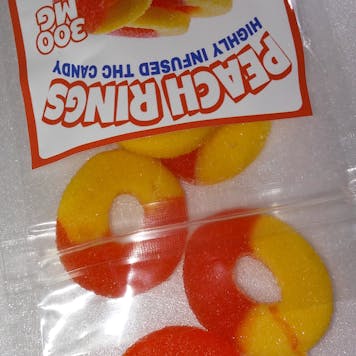 PEACH RINGS
HIGHLY INFUSED THC CANDY
300
MG